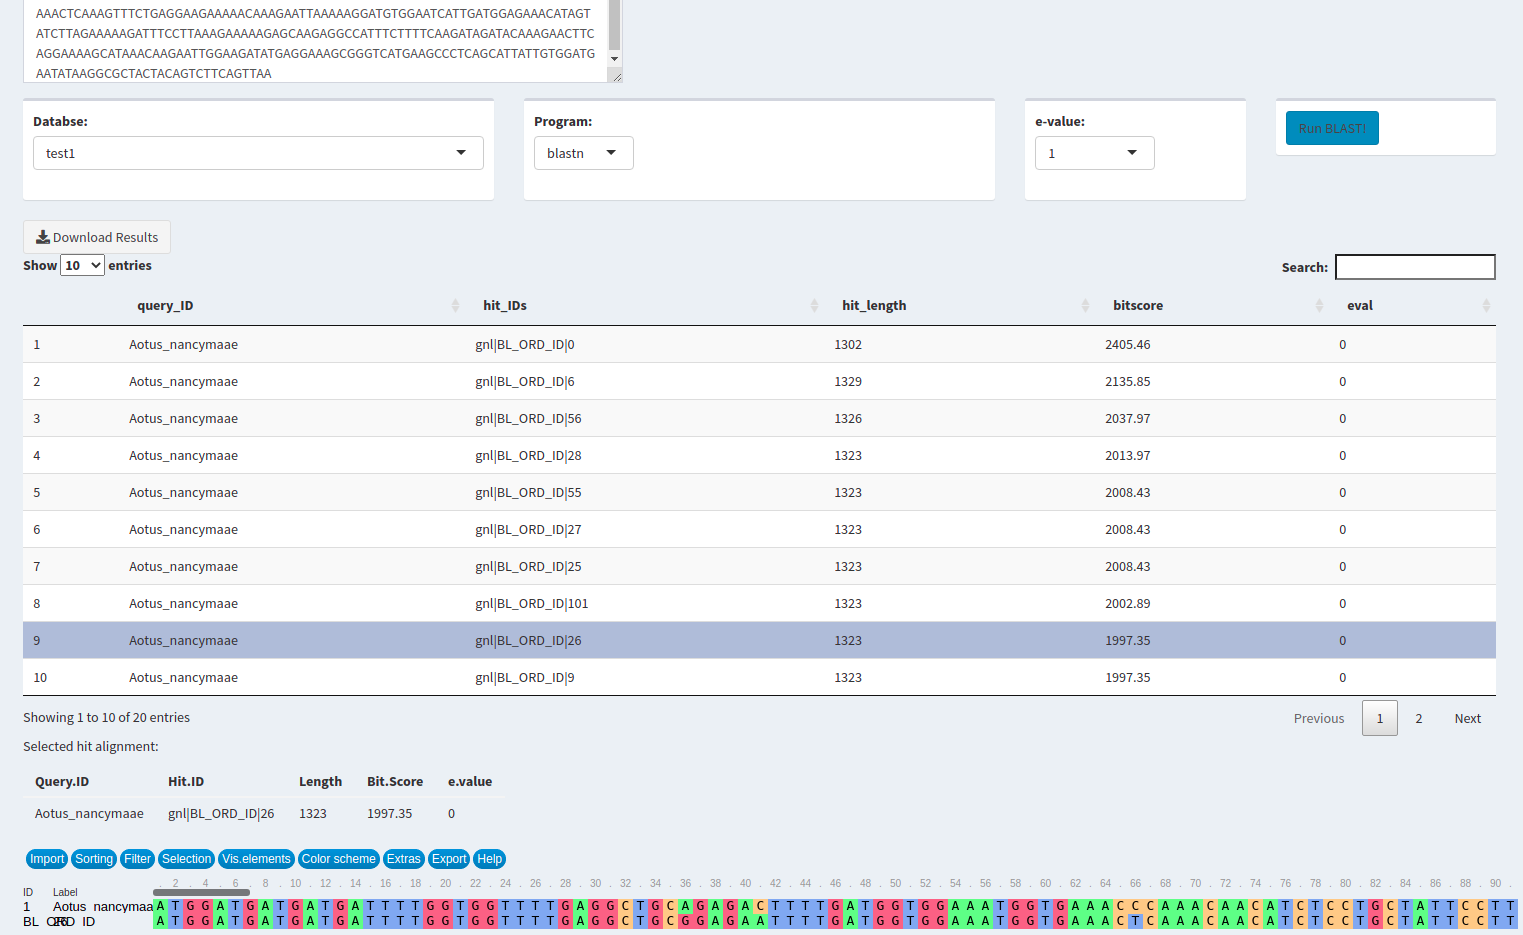 AAACTCAAAGTTTCTGAGGAAGAAAAACAAAGAATTAAAAAGGATGTGGAATCATTGATGGAGAAACATAGT
ATCTTAGAAAAAGATTTCCTTAAAGAAAAAGAGCAAGAGGCCATTTCTTTTCAAGATAGATACAAAGAACTTC
AGGAAAAGCATAAACAAGAATTGGAAGATATGAGGAAAGCGGGTCATGAAGCCCTCAGCATTATTGTGGATG
AATATAAGGCGCTACTACAGTCTTCAGTTAA
Databse: Program: e-value: Run BLAST!
test1 blastn 1
Download Results
Show 10 entries Search:
query_ID hit_IDs hit_length bitscore eval
1 Aotus_nancymaae gnl|BL_ORD_ID|0 1302 2405.46 0
2 Aotus_nancymaae gnl|BL_ORD_ID|6 1329 2135.85 0
3 Aotus_nancymaae gnl|BL_ORD_ID|56 1326 2037.97 0
4 Aotus_nancymaae gnl|BL_ORD_ID|28 1323 2013.97 0
5 Aotus_nancymaae gnl|BL_ORD_ID|55 1323 2008.43 0
6 Aotus_nancymaae gnl|BL_ORD_ID|27 1323 2008.43 0
7 Aotus_nancymaae gnl|BL_ORD_ID|25 1323 2008.43 0
8 Aotus_nancymaae gnl|BL_ORD_ID|101 1323 2002.89 0
9 Aotus_nancymaae gnl|BL_ORD_ID|26 1323 1997.35 0
10 Aotus_nancymaae gnl|BL_ORD_ID|9 1323 1997.35 0
Showing 1 to 10 of 20 entries Previous 1 2 Next
Selected hit alignment:
Query.ID Hit.ID Length Bit.Score e.value
Aotus_nancymaae gnl|BL_ORD_ID|26 1323 1997.35 0
Import Sorting Filter Selection Vis.elements Color scheme Extras Export Help
. 2 . 4 . 6 . 8 . 10 . 12 . 14 . 16 . 18 . 20 . 22 . 24 . 26 . 28 . 30 . 32 . 34 . 36 . 38 . 40 . 42 . 44 . 46 . 48 . 50 . 52 . 54 . 56 . 58 . 60 . 62 . 64 . 66 . 68 . 70 . 72 . 74 . 76 . 78 . 80 . 82 . 84 . 86 . 88 . 90 .
ID Label
1 Aotus_nancymaa A T G G A T G A T G A T G A T T T T G G T G G T T T T G A G G C T G C A G A G A C T T T T G A T G G T G G A A A T G G T G A A A C C C A A A C A A C A T C T C C T G C T A T T C C T T
BL_ORD_ID A T G G A T G A T G A T G A T T T T G G T G G T T T T G A G G C T G C G G A G A A T T T T G A T G G T G G A A A T G G T G A A A C T C A A A C A A C A T C T C C T G C T A T T C C T T